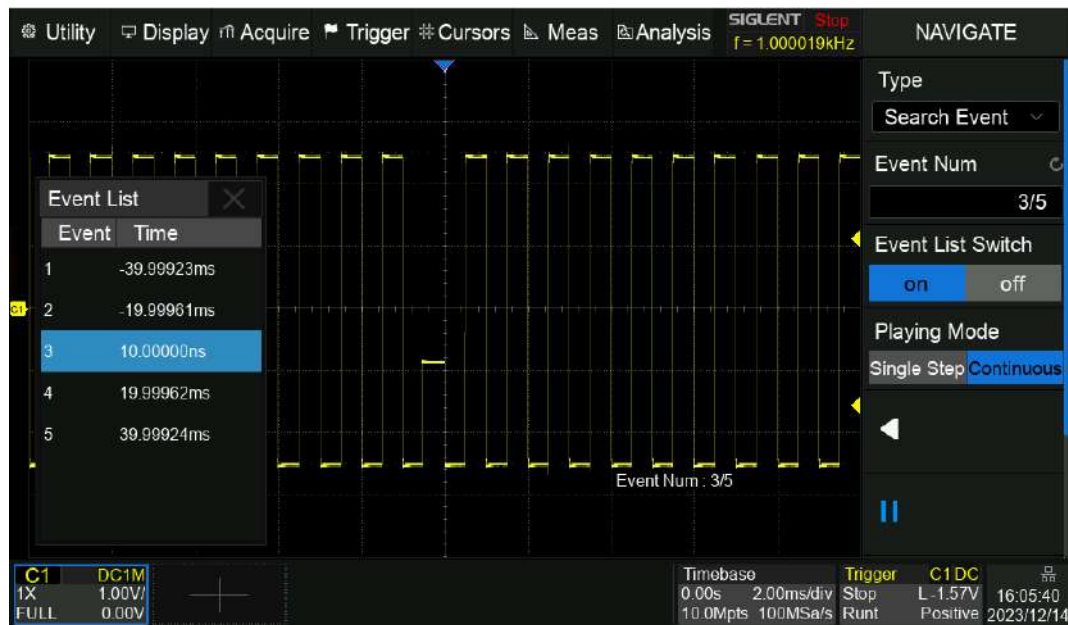 Utility Display Acquire Trigger Cursors Meas Analysis SIGLENT Stop NAVIGATE
f = 1.000019kHz
Type
Search Event
Event Num
3/5
Event List Switch
on off
Playing Mode
Single Step Continuous
Event List
Event Time
1 -39.99923ms
2 -19.99961ms
3 10.00000ns
4 19.99962ms
5 39.99924ms
C1
Event Num : 3/5
C1 DC1M
1X 1.00V/
FULL 0.00V
Timebase
0.00s 2.00ms/div
10.0Mpts 100MSa/s
Trigger C1 DC
Stop L -1.57V
Runt Positive
16:05:40
2023/12/14